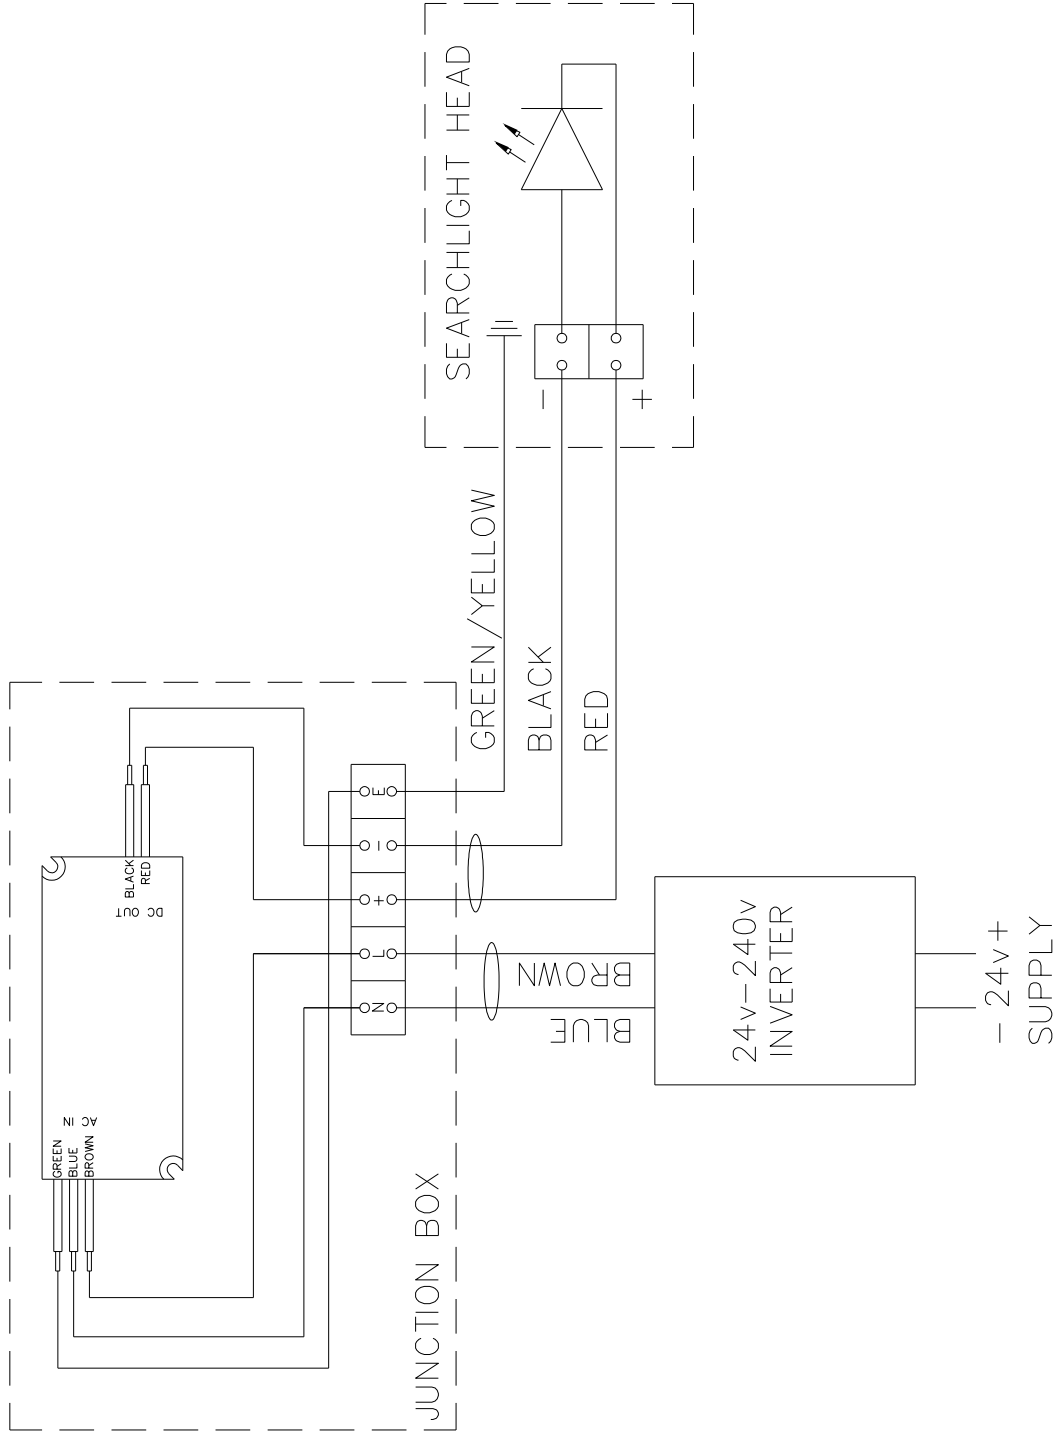 SEARCHLIGHT HEAD
-
+
GREEN/YELLOW
BLACK
RED
BLACK
RED
DC OUT
E
-
+
L
N
AC IN
GREEN
BLUE
BROWN
JUNCTION BOX
BROWN
BLUE
24v-240v
INVERTER
- 24v+
SUPPLY